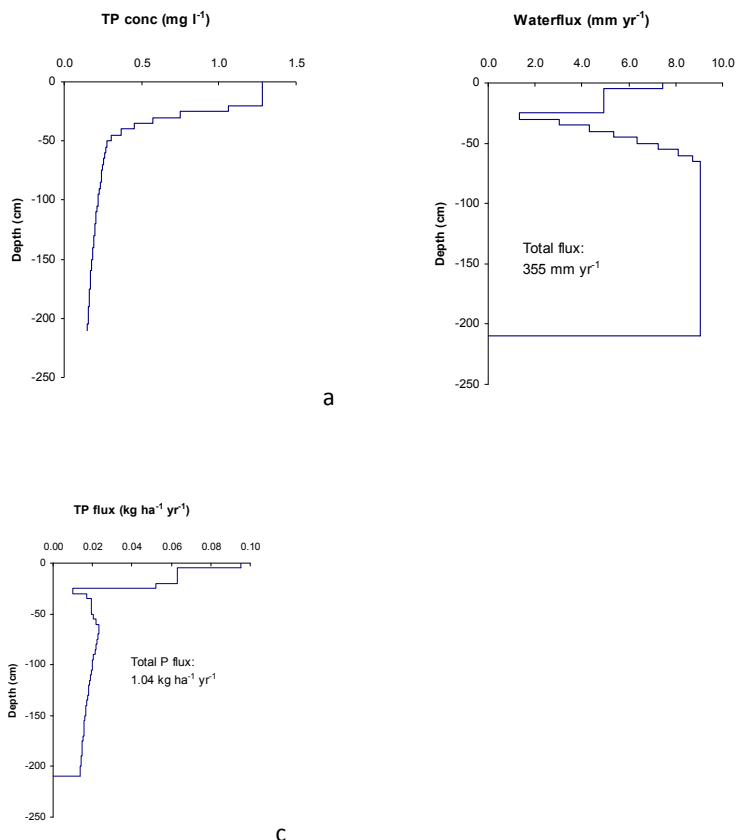 TP conc (mg l⁻¹)
0.0 0.5 1.0 1.5
0
-50
-100
-150
-200
-250
Depth (cm)
a
Waterflux (mm yr⁻¹)
0.0 2.0 4.0 6.0 8.0 10.0
0
-50
-100
-150
-200
-250
Depth (cm)
Total flux:
355 mm yr⁻¹
TP flux (kg ha⁻¹ yr⁻¹)
0.00 0.02 0.04 0.06 0.08 0.10
0
-50
-100
-150
-200
-250
Depth (cm)
Total P flux:
1.04 kg ha⁻¹ yr⁻¹
c